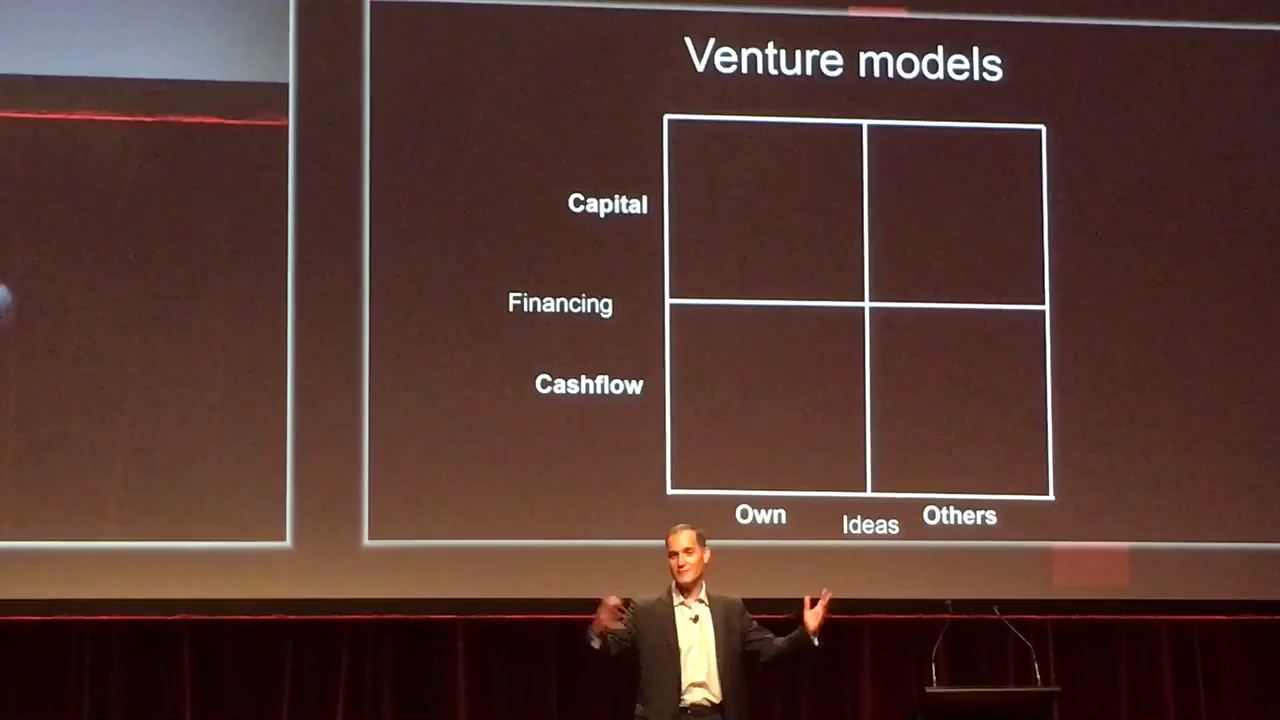 Venture models
Capital
Financing
Cashflow
Own
Ideas
Others